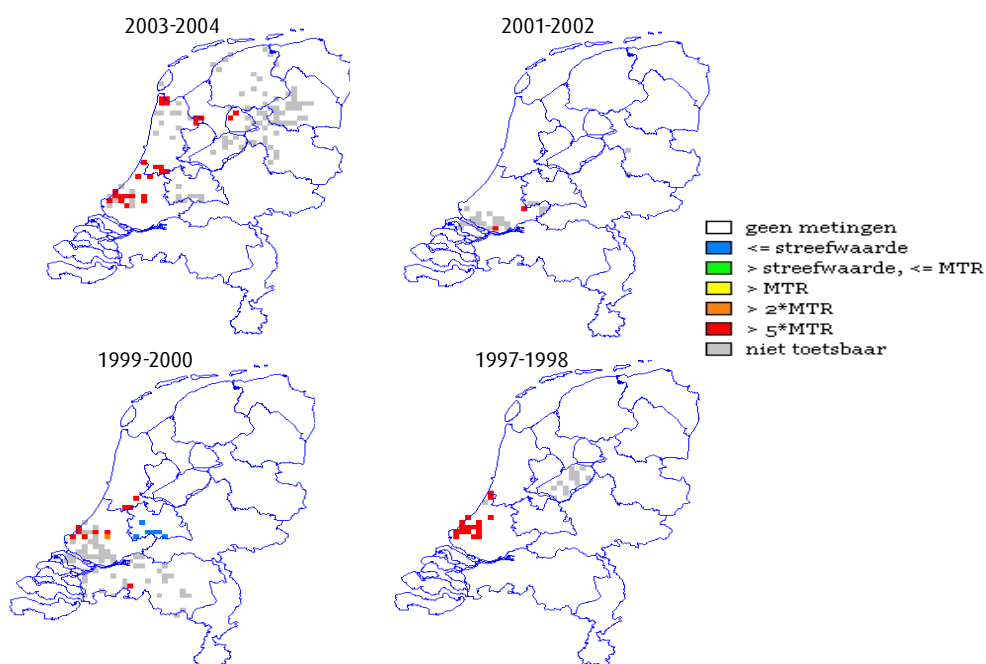 2003-2004
2001-2002
geen metingen
<= streefwaarde
> streefwaarde, <= MTR
> MTR
> 2*MTR
> 5*MTR
niet toetsbaar
1999-2000
1997-1998